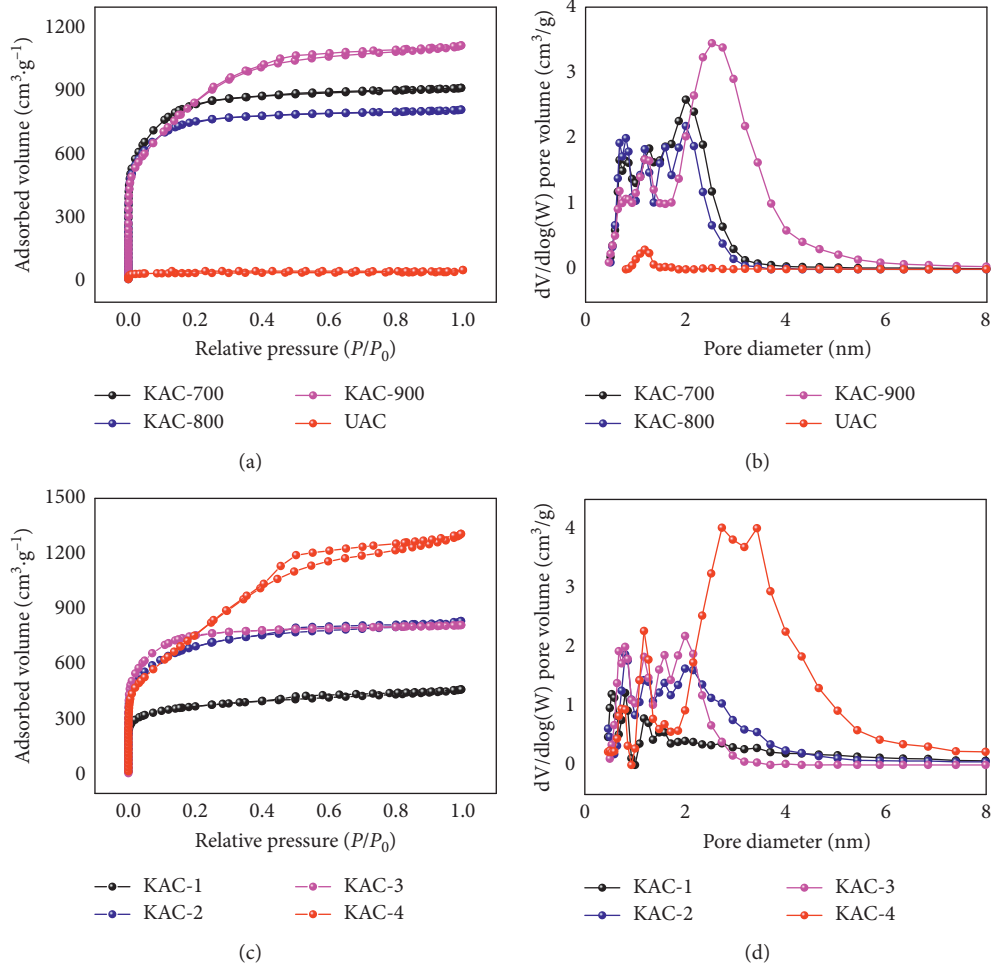 1200
900
600
300
0
Adsorbed volume (cm³·g⁻¹)
0.0 0.2 0.4 0.6 0.8 1.0
Relative pressure (P/P₀)
KAC-700 KAC-900
KAC-800 UAC
(a)
4
3
2
1
0
dV/dlog(W) pore volume (cm³/g)
0 2 4 6 8
Pore diameter (nm)
KAC-700 KAC-900
KAC-800 UAC
(b)
1500
1200
900
600
300
0
Adsorbed volume (cm³·g⁻¹)
0.0 0.2 0.4 0.6 0.8 1.0
Relative pressure (P/P₀)
KAC-1 KAC-3
KAC-2 KAC-4
(c)
4
3
2
1
0
dV/dlog(W) pore volume (cm³/g)
0 2 4 6 8
Pore diameter (nm)
KAC-1 KAC-3
KAC-2 KAC-4
(d)